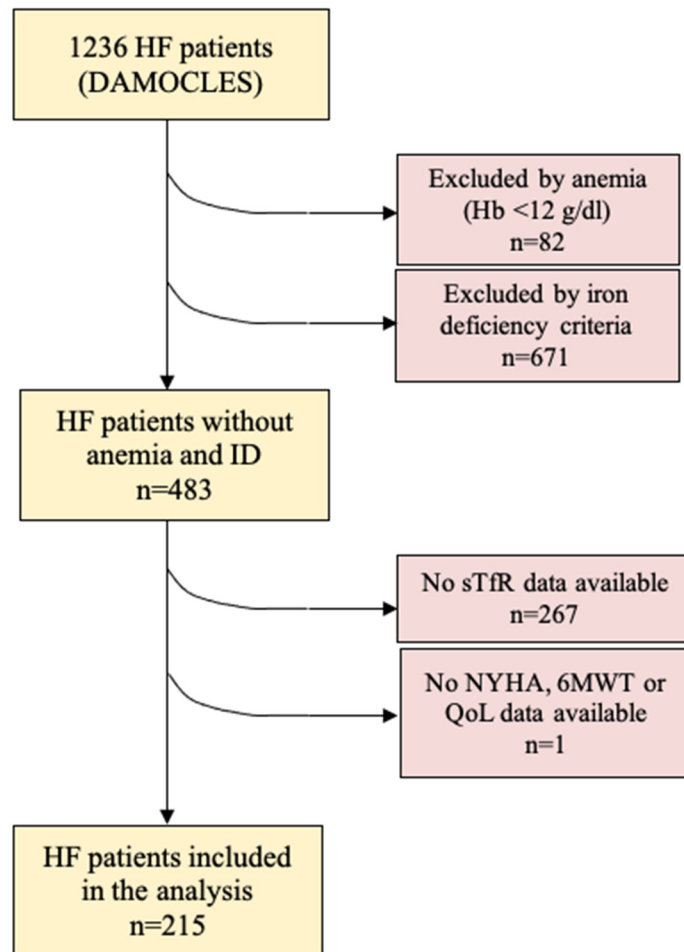 1236 HF patients
(DAMOCLES)
Excluded by anemia
(Hb <12 g/dl)
n=82
Excluded by iron
deficiency criteria
n=671
HF patients without
anemia and ID
n=483
No sTfR data available
n=267
No NYHA, 6MWT or
QoL data available
n=1
HF patients included
in the analysis
n=215